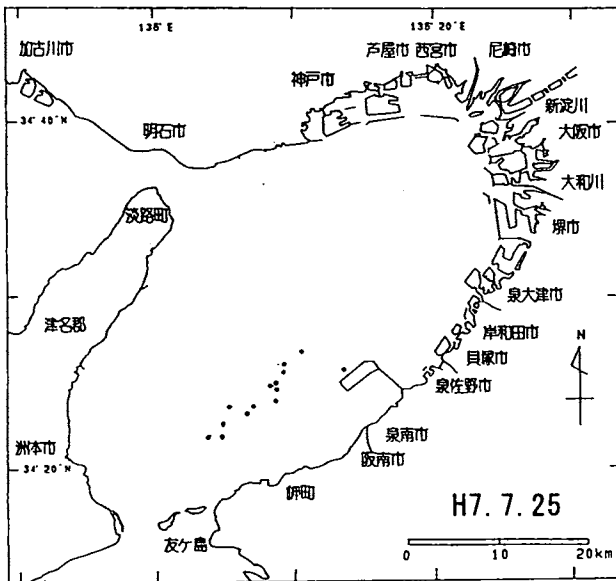 135° E
135° 20' E
加古川市
芦屋市 西宮市 尼崎市
神戸市
新淀川
34° 40'
明石市
大阪市
大和川
淡路町
堺市
泉大津市
津名郡
岸和田市
N
貝塚市
泉佐野市
泉南市
洲本市
阪南市
34° 20' N
岬町
H7. 7. 25
友ケ島
0 10 20km